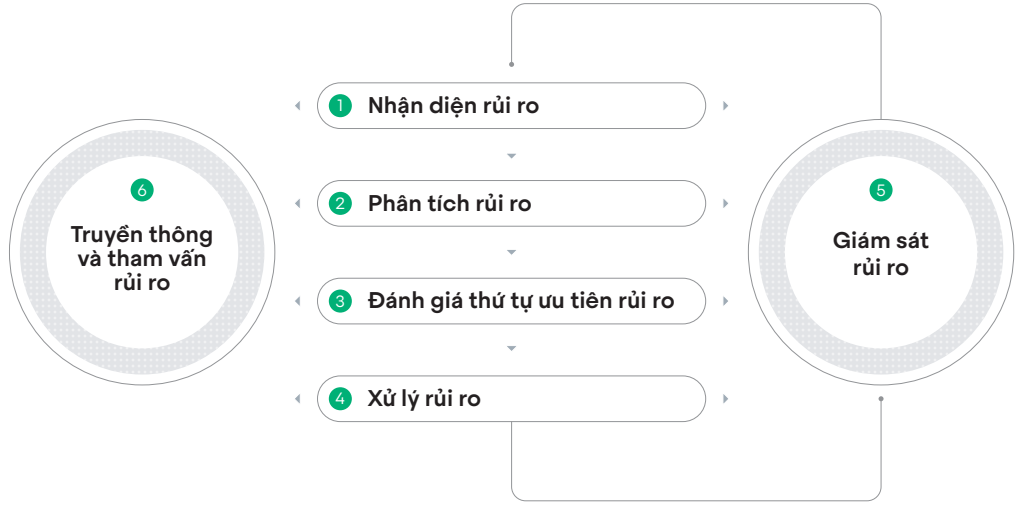 1 Nhận diện rủi ro
2 Phân tích rủi ro
3 Đánh giá thứ tự ưu tiên rủi ro
4 Xử lý rủi ro
5
Giám sát
rủi ro
6
Truyền thông
và tham vấn
rủi ro